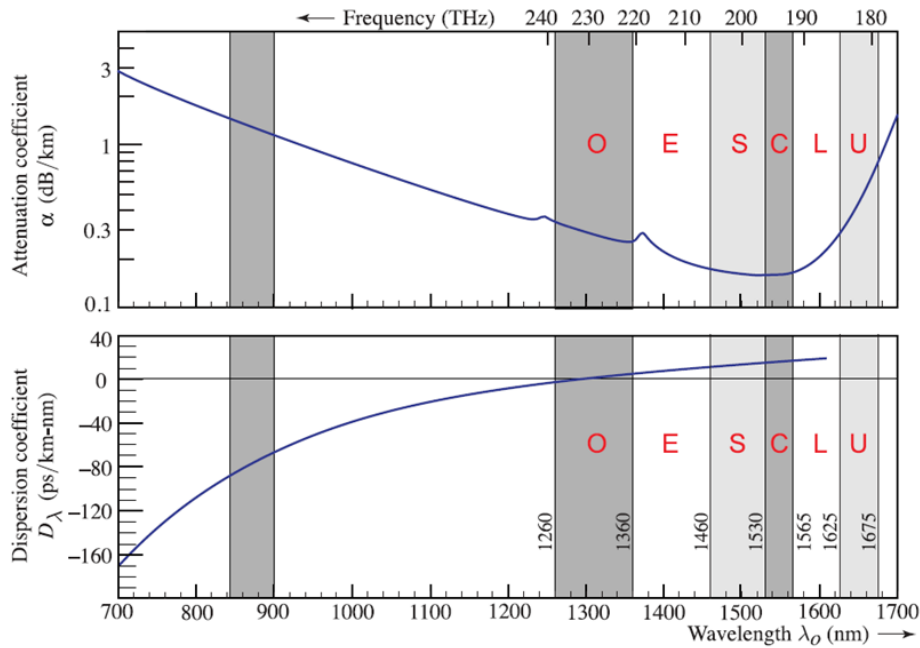 ← Frequency (THz) 240 230 220 210 200 190 180
Attenuation coefficient
α (dB/km)
3
1
0.3
0.1
O E S C L U
Dispersion coefficient
Dλ (ps/km-nm)
40
0
−40
−80
−120
−160
O E S C L U
1260 1360 1460 1530 1565 1625 1675
700 800 900 1000 1100 1200 1300 1400 1500 1600 1700
Wavelength λo (nm) →